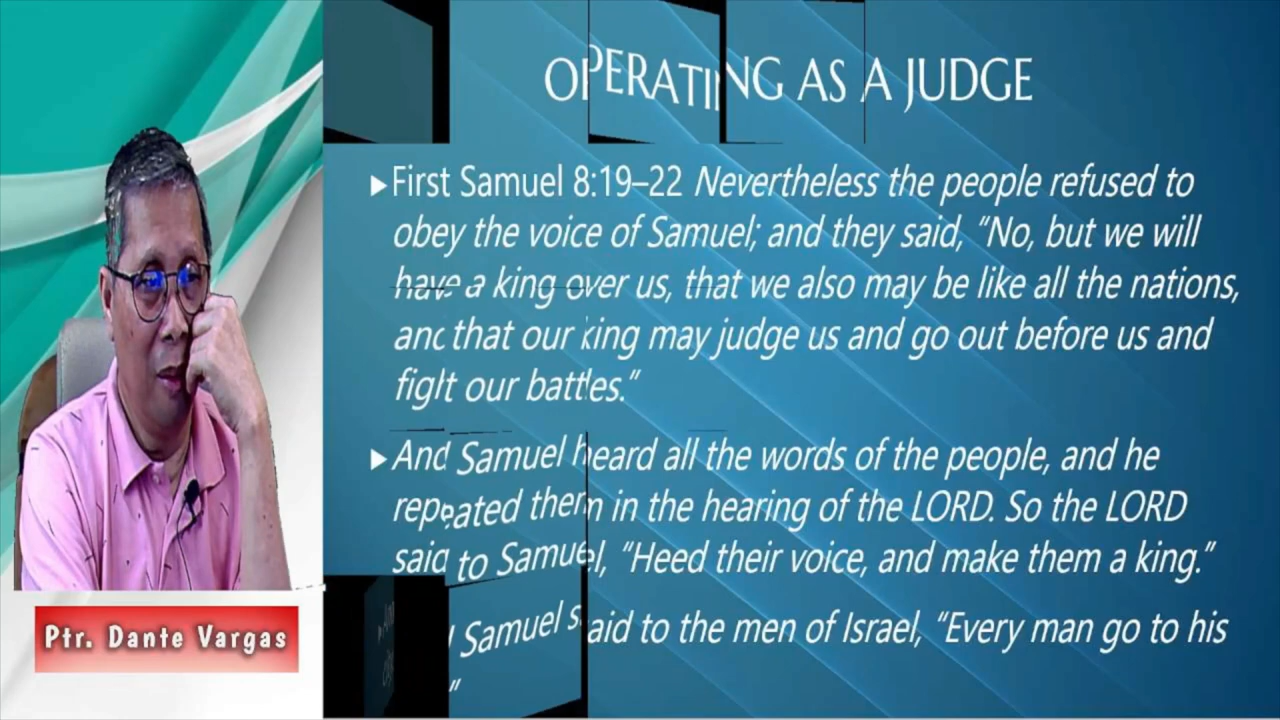 OPERATING AS A JUDGE
▶First Samuel 8:19–22 Nevertheless the people refused to
obey the voice of Samuel; and they said, “No, but we will
have a king over us, that we also may be like all the nations,
and that our king may judge us and go out before us and
fight our battles.”
▶And Samuel heard all the words of the people, and he
repeated them in the hearing of the LORD. So the LORD
said to Samuel, “Heed their voice, and make them a king.”
Samuel said to the men of Israel, “Every man go to his
”
Ptr. Dante Vargas